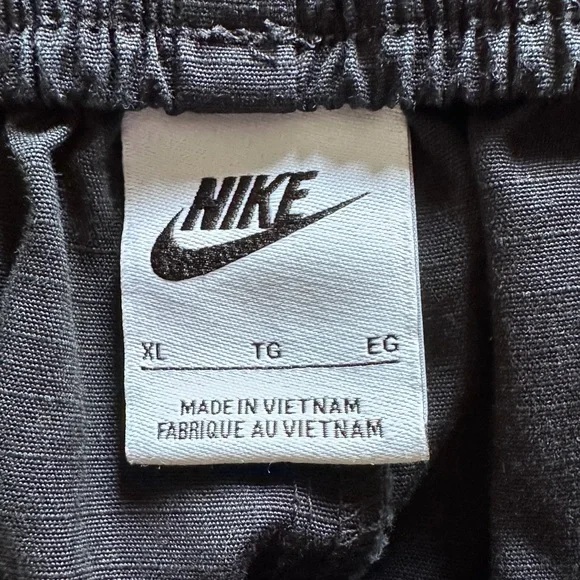 NIKE
XL TG EG
MADE IN VIETNAM
FABRIQUE AU VIETNAM